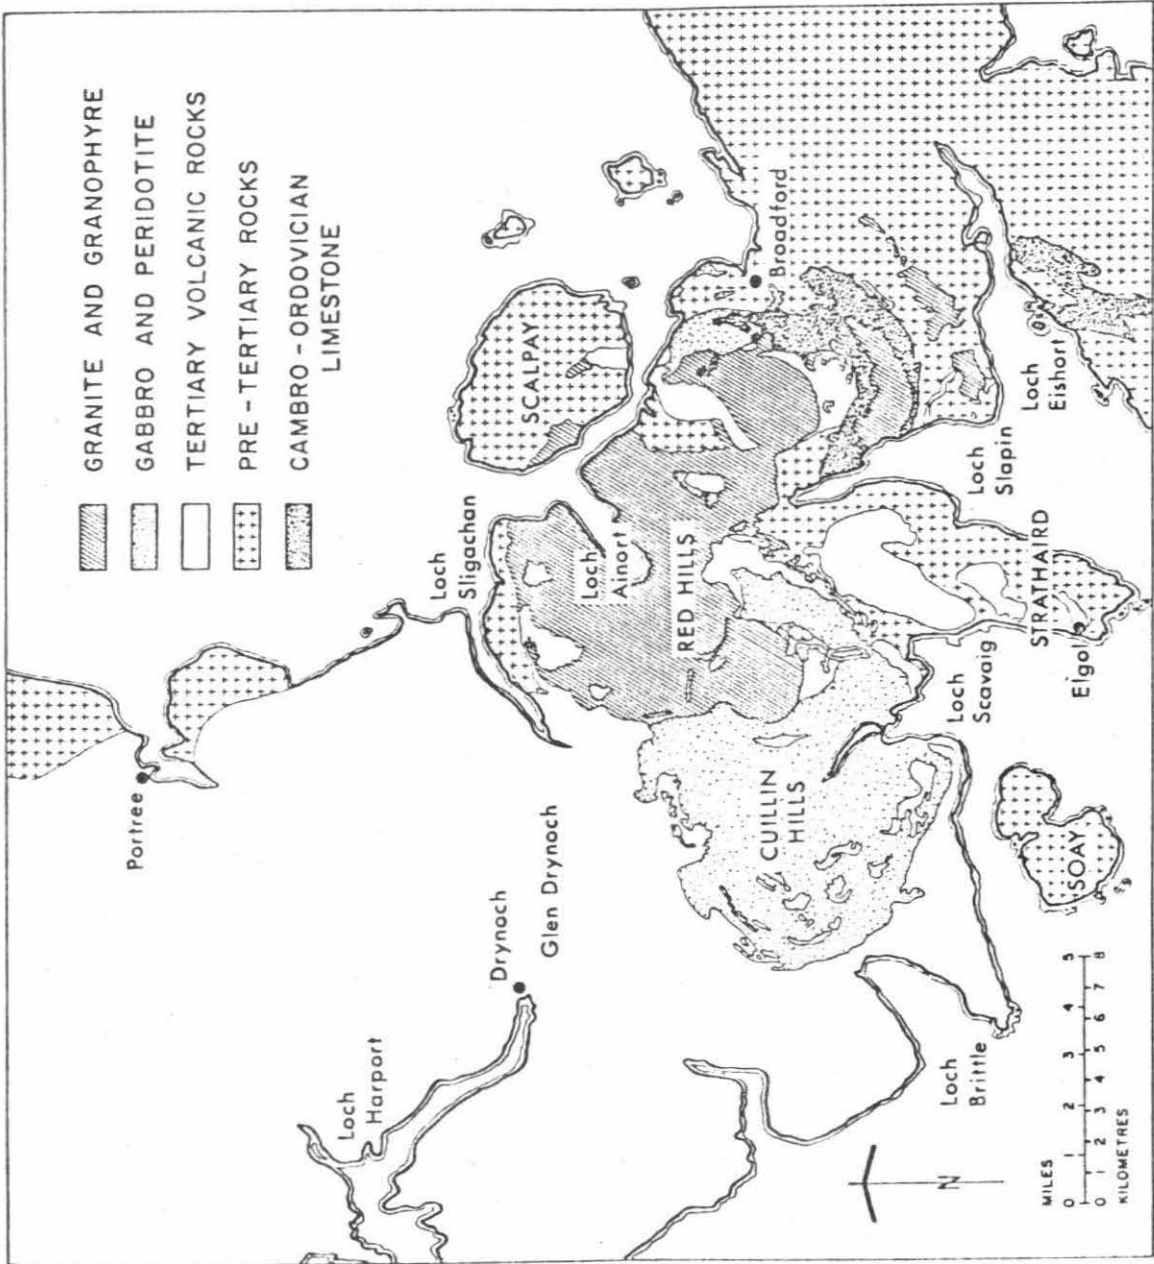 GRANITE AND GRANOPHYRE
GABBRO AND PERIDOTITE
TERTIARY VOLCANIC ROCKS
PRE-TERTIARY ROCKS
CAMBRO-ORDOVICIAN
LIMESTONE
Portree
Loch
Sligachan
SCALPAY
Loch
Harport
Drynoch
Glen Drynoch
Loch
Ainort
RED HILLS
Broadford
CUILLIN
HILLS
Loch
Brittle
Loch
Scavaig
Loch
Slapin
Loch
Eishort
STRATHAIRD
Elgol
SOAY
N
MILES
0 1 2 3 4 5
0 1 2 3 4 5 6 7 8
KILOMETRES